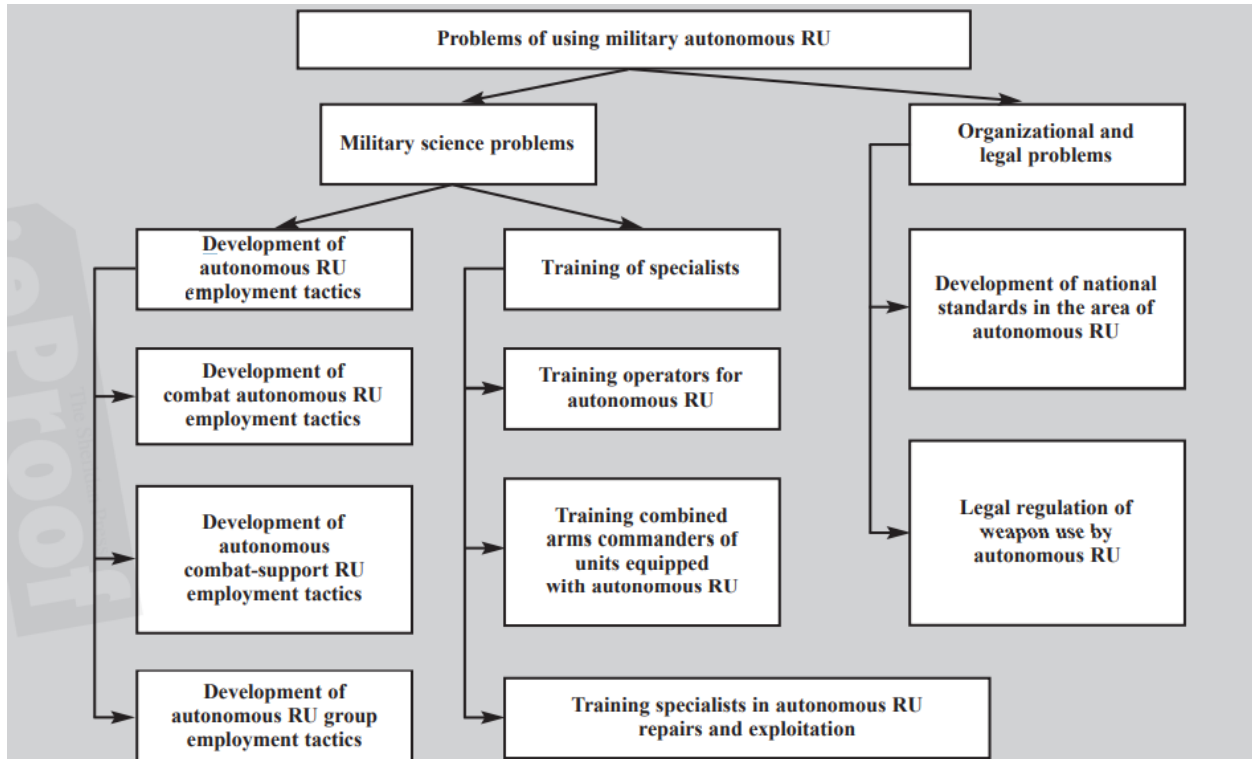 Problems of using military autonomous RU
Military science problems
Organizational and
legal problems
Development of
autonomous RU
employment tactics
Training of specialists
Development of national
standards in the area of
autonomous RU
Development of
combat autonomous RU
employment tactics
Training operators for
autonomous RU
Development of
autonomous
combat-support RU
employment tactics
Training combined
arms commanders of
units equipped
with autonomous RU
Legal regulation of
weapon use by
autonomous RU
Development of
autonomous RU group
employment tactics
Training specialists in autonomous RU
repairs and exploitation